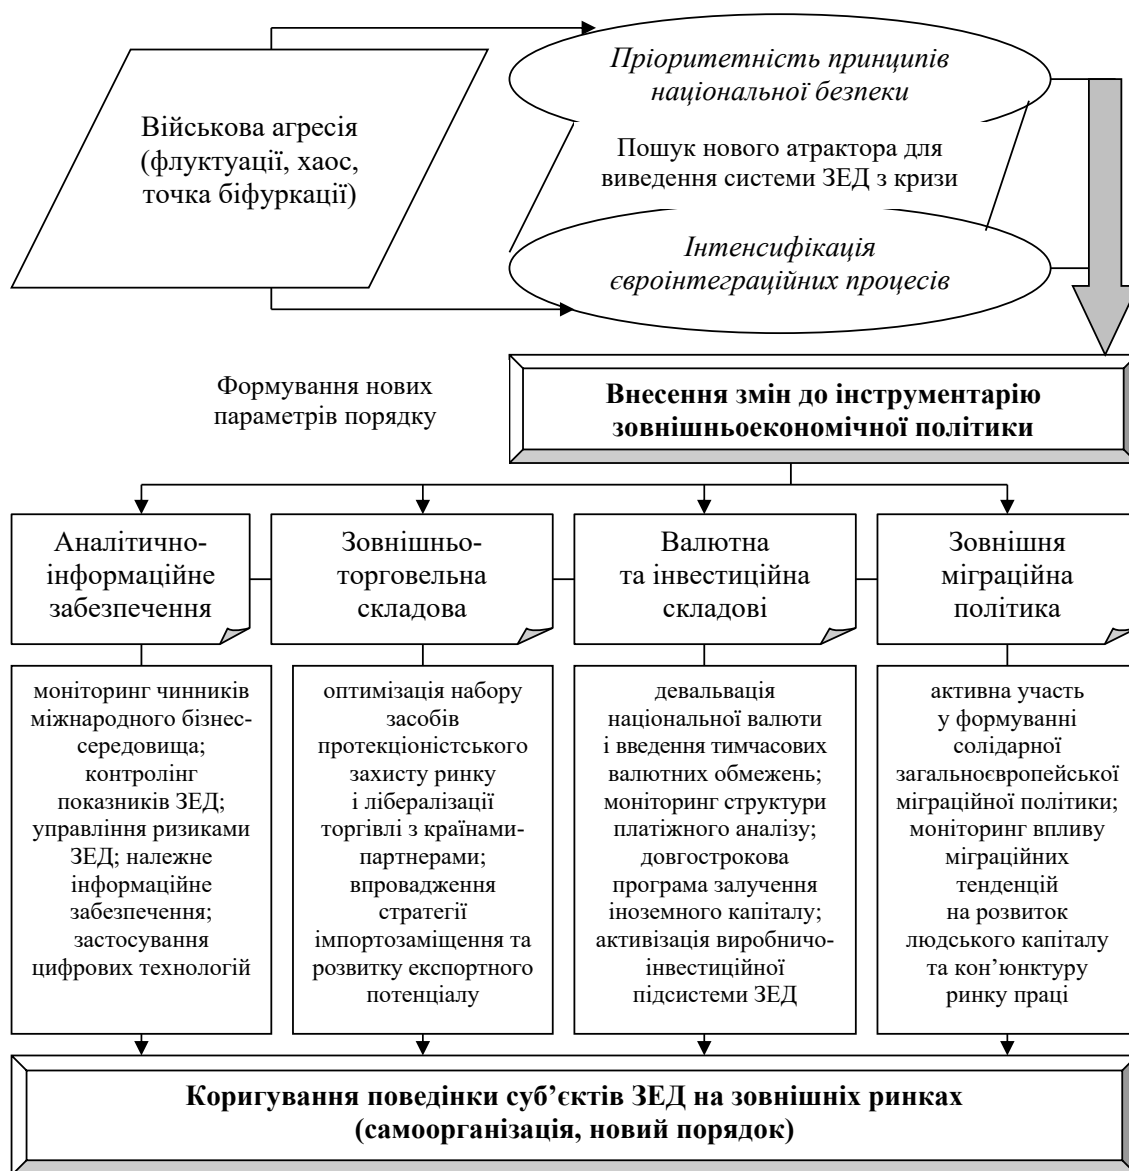 Військова агресія
(флуктуації, хаос,
точка біфуркації)
Пріоритетність принципів
національної безпеки
Пошук нового атрактора для
виведення системи ЗЕД з кризи
Інтенсифікація
євроінтеграційних процесів
Формування нових
параметрів порядку
Внесення змін до інструментарію
зовнішньоекономічної політики
Аналітично-
інформаційне
забезпечення
Зовнішньо-
торговельна
складова
Валютна
та інвестиційна
складові
Зовнішня
міграційна
політика
моніторинг чинників
міжнародного бізнес-
середовища;
контролінг
показників ЗЕД;
управління ризиками
ЗЕД; належне
інформаційне
забезпечення;
застосування
цифрових технологій
оптимізація набору
засобів
протекціоністського
захисту ринку
і лібералізації
торгівлі з країнами-
партнерами;
впровадження
стратегії
імпортозаміщення та
розвитку експортного
потенціалу
девальвація
національної валюти
і введення тимчасових
валютних обмежень;
моніторинг структури
платіжного аналізу;
довгострокова
програма залучення
іноземного капіталу;
активізація виробничо-
інвестиційної
підсистеми ЗЕД
активна участь
у формуванні
солідарної
загальноєвропейської
міграційної політики;
моніторинг впливу
міграційних
тенденцій
на розвиток
людського капіталу
та кон’юнктуру
ринку праці
Коригування поведінки суб’єктів ЗЕД на зовнішніх ринках
(самоорганізація, новий порядок)